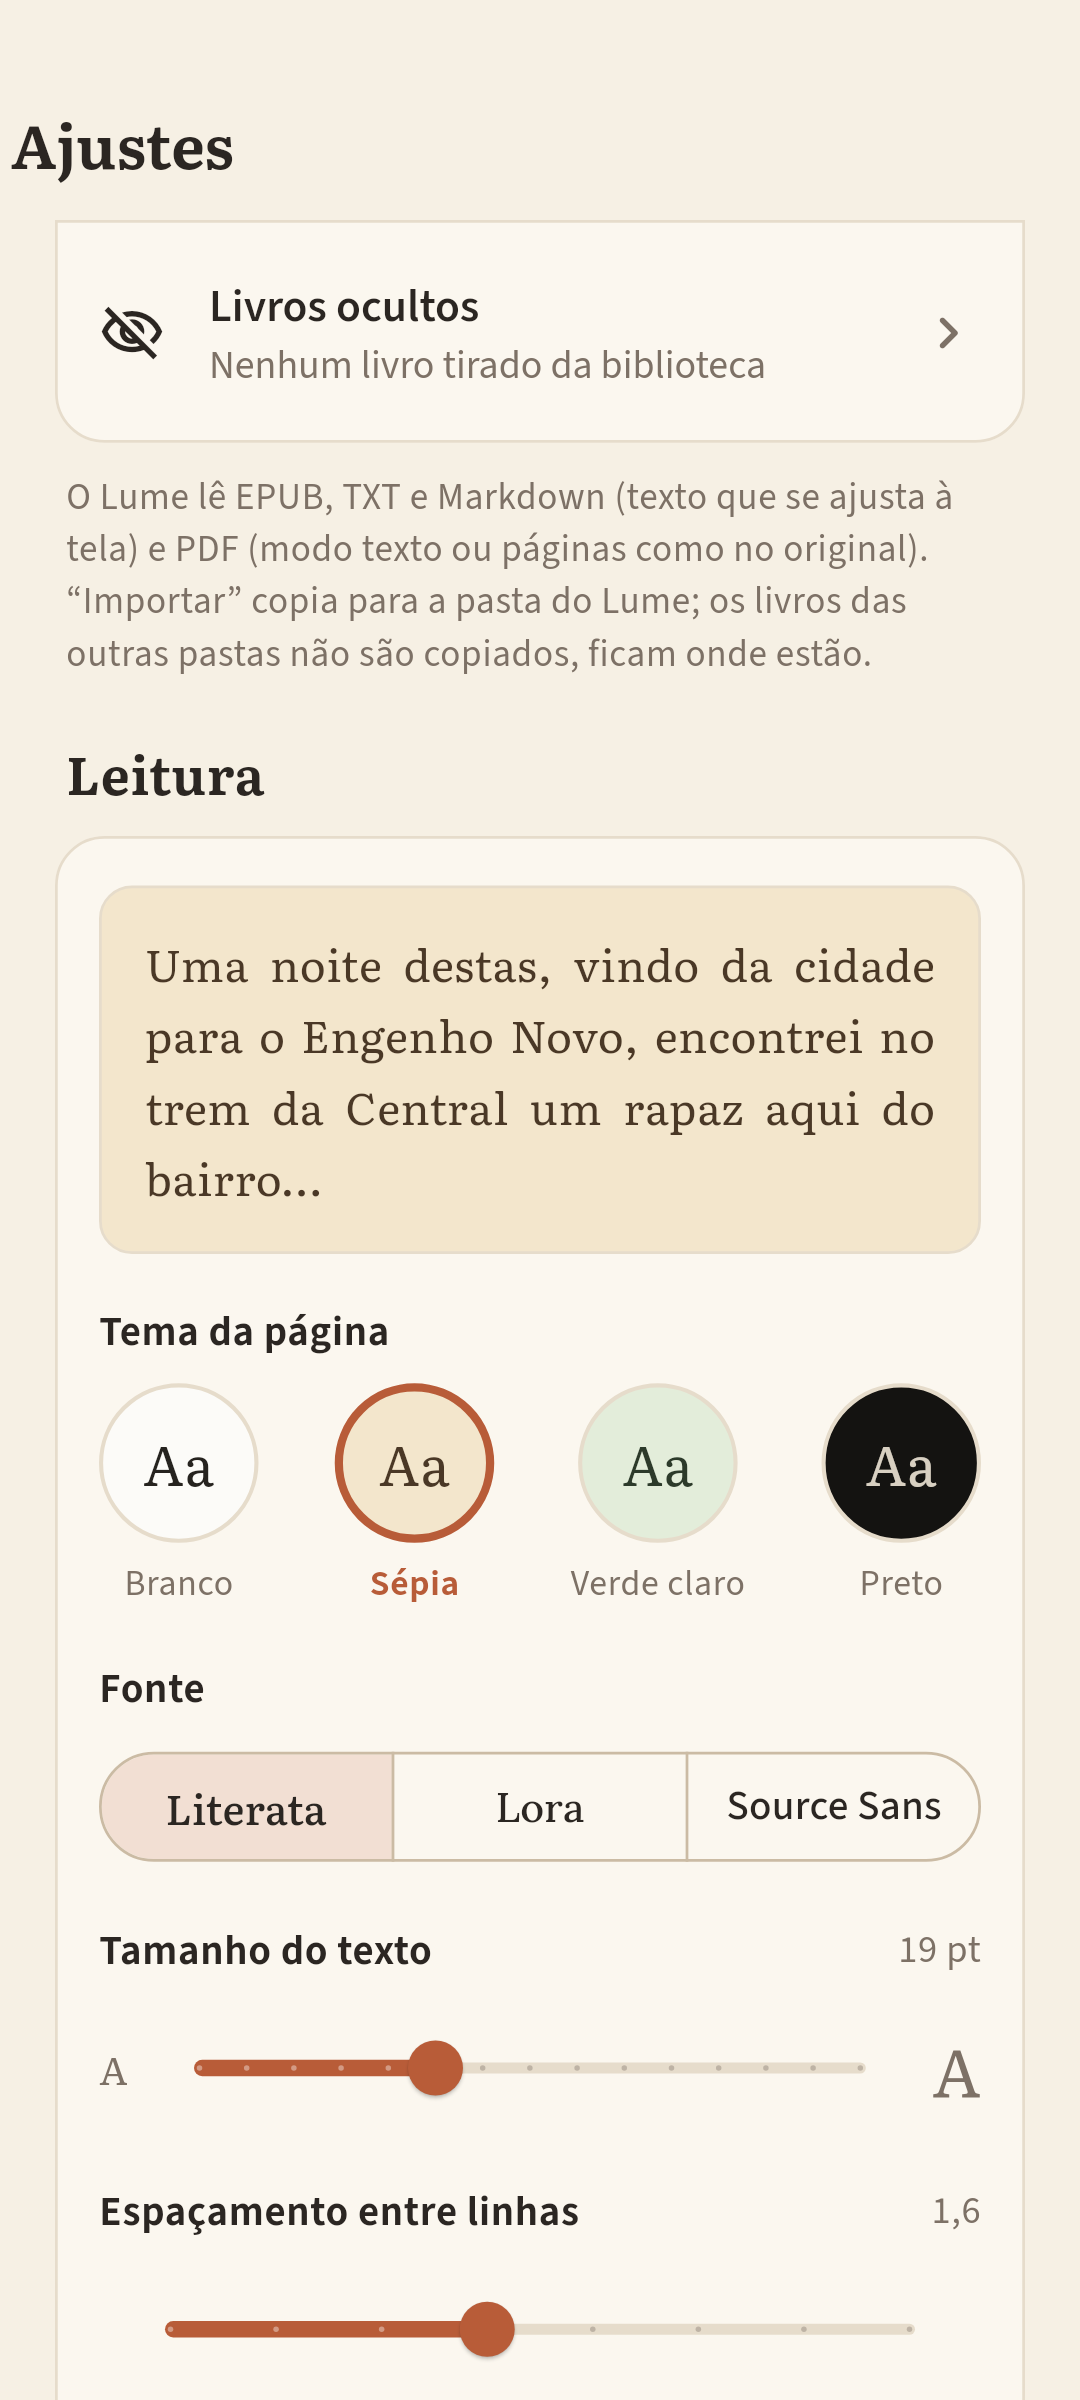 Ajustes
Livros ocultos
Nenhum livro tirado da biblioteca
O Lume lê EPUB, TXT e Markdown (texto que se ajusta à
tela) e PDF (modo texto ou páginas como no original).
“Importar” copia para a pasta do Lume; os livros das
outras pastas não são copiados, ficam onde estão.
Leitura
Uma noite destas, vindo da cidade
para o Engenho Novo, encontrei no
trem da Central um rapaz aqui do
bairro...
Tema da página
Aa Aa Aa Aa
Branco Sépia Verde claro Preto
Fonte
Literata Lora Source Sans
Tamanho do texto 19 pt
A A
Espaçamento entre linhas 1,6